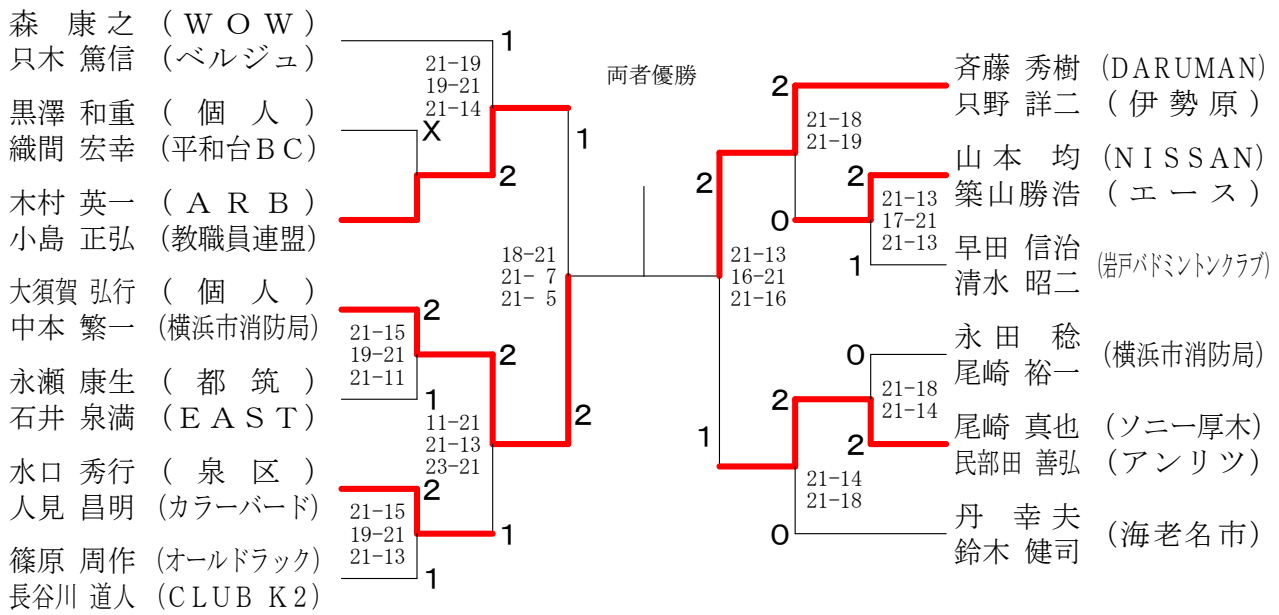 森 康之 (WOW)
只木 篤信 (ベルジュ)
1
21-19
19-21
21-14
黒澤 和重 (個人)
織間 宏幸 (平和台BC)
X
2
木村 英一 (ARB)
小島 正弘 (教職員連盟)
1
18-21
21- 7
21- 5
大須賀 弘行 (個人)
中本 繁一 (横浜市消防局)
2
21-15
19-21
21-11
2
永瀬 康生 (都筑)
石井 泉満 (EAST)
1
11-21
21-13
23-21
2
水口 秀行 (泉区)
人見 昌明 (カラーバード)
2
21-15
19-21
21-13
1
篠原 周作 (オールドラック)
長谷川 道人 (CLUB K2)
1
両者優勝
斉藤 秀樹 (DARUMAN)
只野 詳二 (伊勢原)
2
21-18
21-19
山本 均 (NISSAN)
築山勝浩 (エース)
2
2
21-13
17-21
21-13
0
早田 信治
清水 昭二
(岩戸バドミントンクラブ)
1
21-13
16-21
21-16
永田 稔
尾崎 裕一
(横浜市消防局)
0
21-18
21-14
2
尾崎 真也 (ソニー厚木)
民部田 善弘 (アンリツ)
2
1
21-14
21-18
丹 幸夫
鈴木 健司
(海老名市)
0